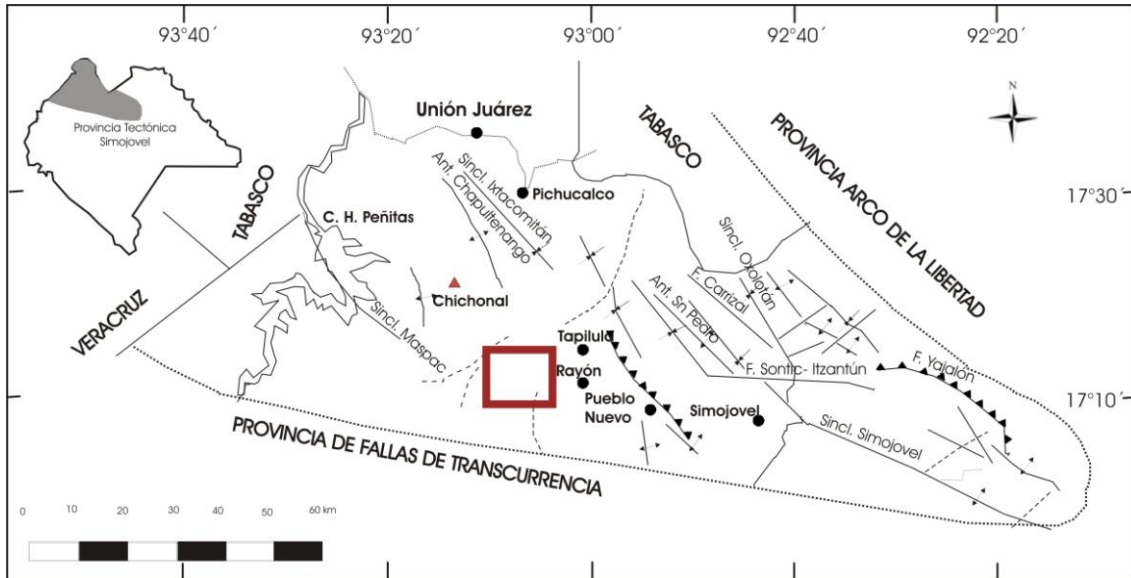 93°40´
93°20´
93°00´
92°40´
92°20´
N
Provincia Tectónica
Simojovel
Unión Juárez
TABASCO
PROVINCIA ARCO DE LA LIBERTAD
TABASCO
Sincl. Ixtacomitán
Ant. Chapultenango
Pichucalco
17°30´
C. H. Peñitas
Sincl. Oxolotán
F. Carrizal
VERACRUZ
Chichonal
Sincl. Maspac
Ant. Sn Pedro
Tapilula
F. Sontic- Itzantún
F. Yajalón
Rayón
Pueblo
Nuevo
Simojovel
17°10´
Sincl. Simojovel
PROVINCIA DE FALLAS DE TRANSCURRENCIA
0 10 20 30 40 50 60 km